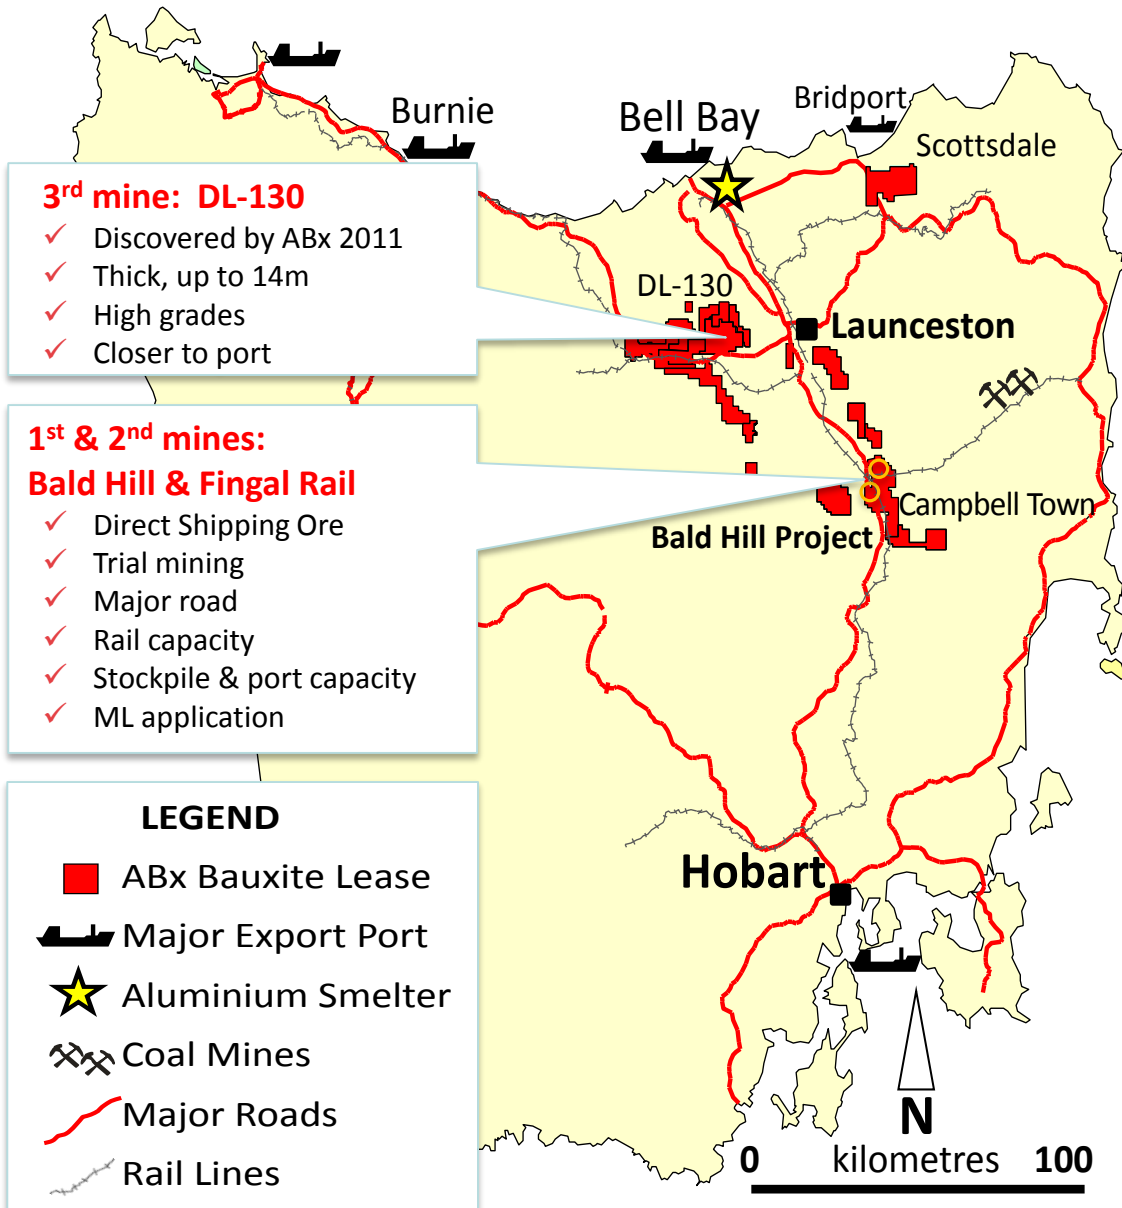 Burnie
Bell Bay
Bridport
Scottsdale
3rd mine: DL-130
✓ Discovered by ABx 2011
✓ Thick, up to 14m
✓ High grades
✓ Closer to port
DL-130
Launceston
1st & 2nd mines:
Bald Hill & Fingal Rail
✓ Direct Shipping Ore
✓ Trial mining
✓ Major road
✓ Rail capacity
✓ Stockpile & port capacity
✓ ML application
Campbell Town
Bald Hill Project
Hobart
LEGEND
ABx Bauxite Lease
Major Export Port
Aluminium Smelter
Coal Mines
Major Roads
Rail Lines
N
0 kilometres 100